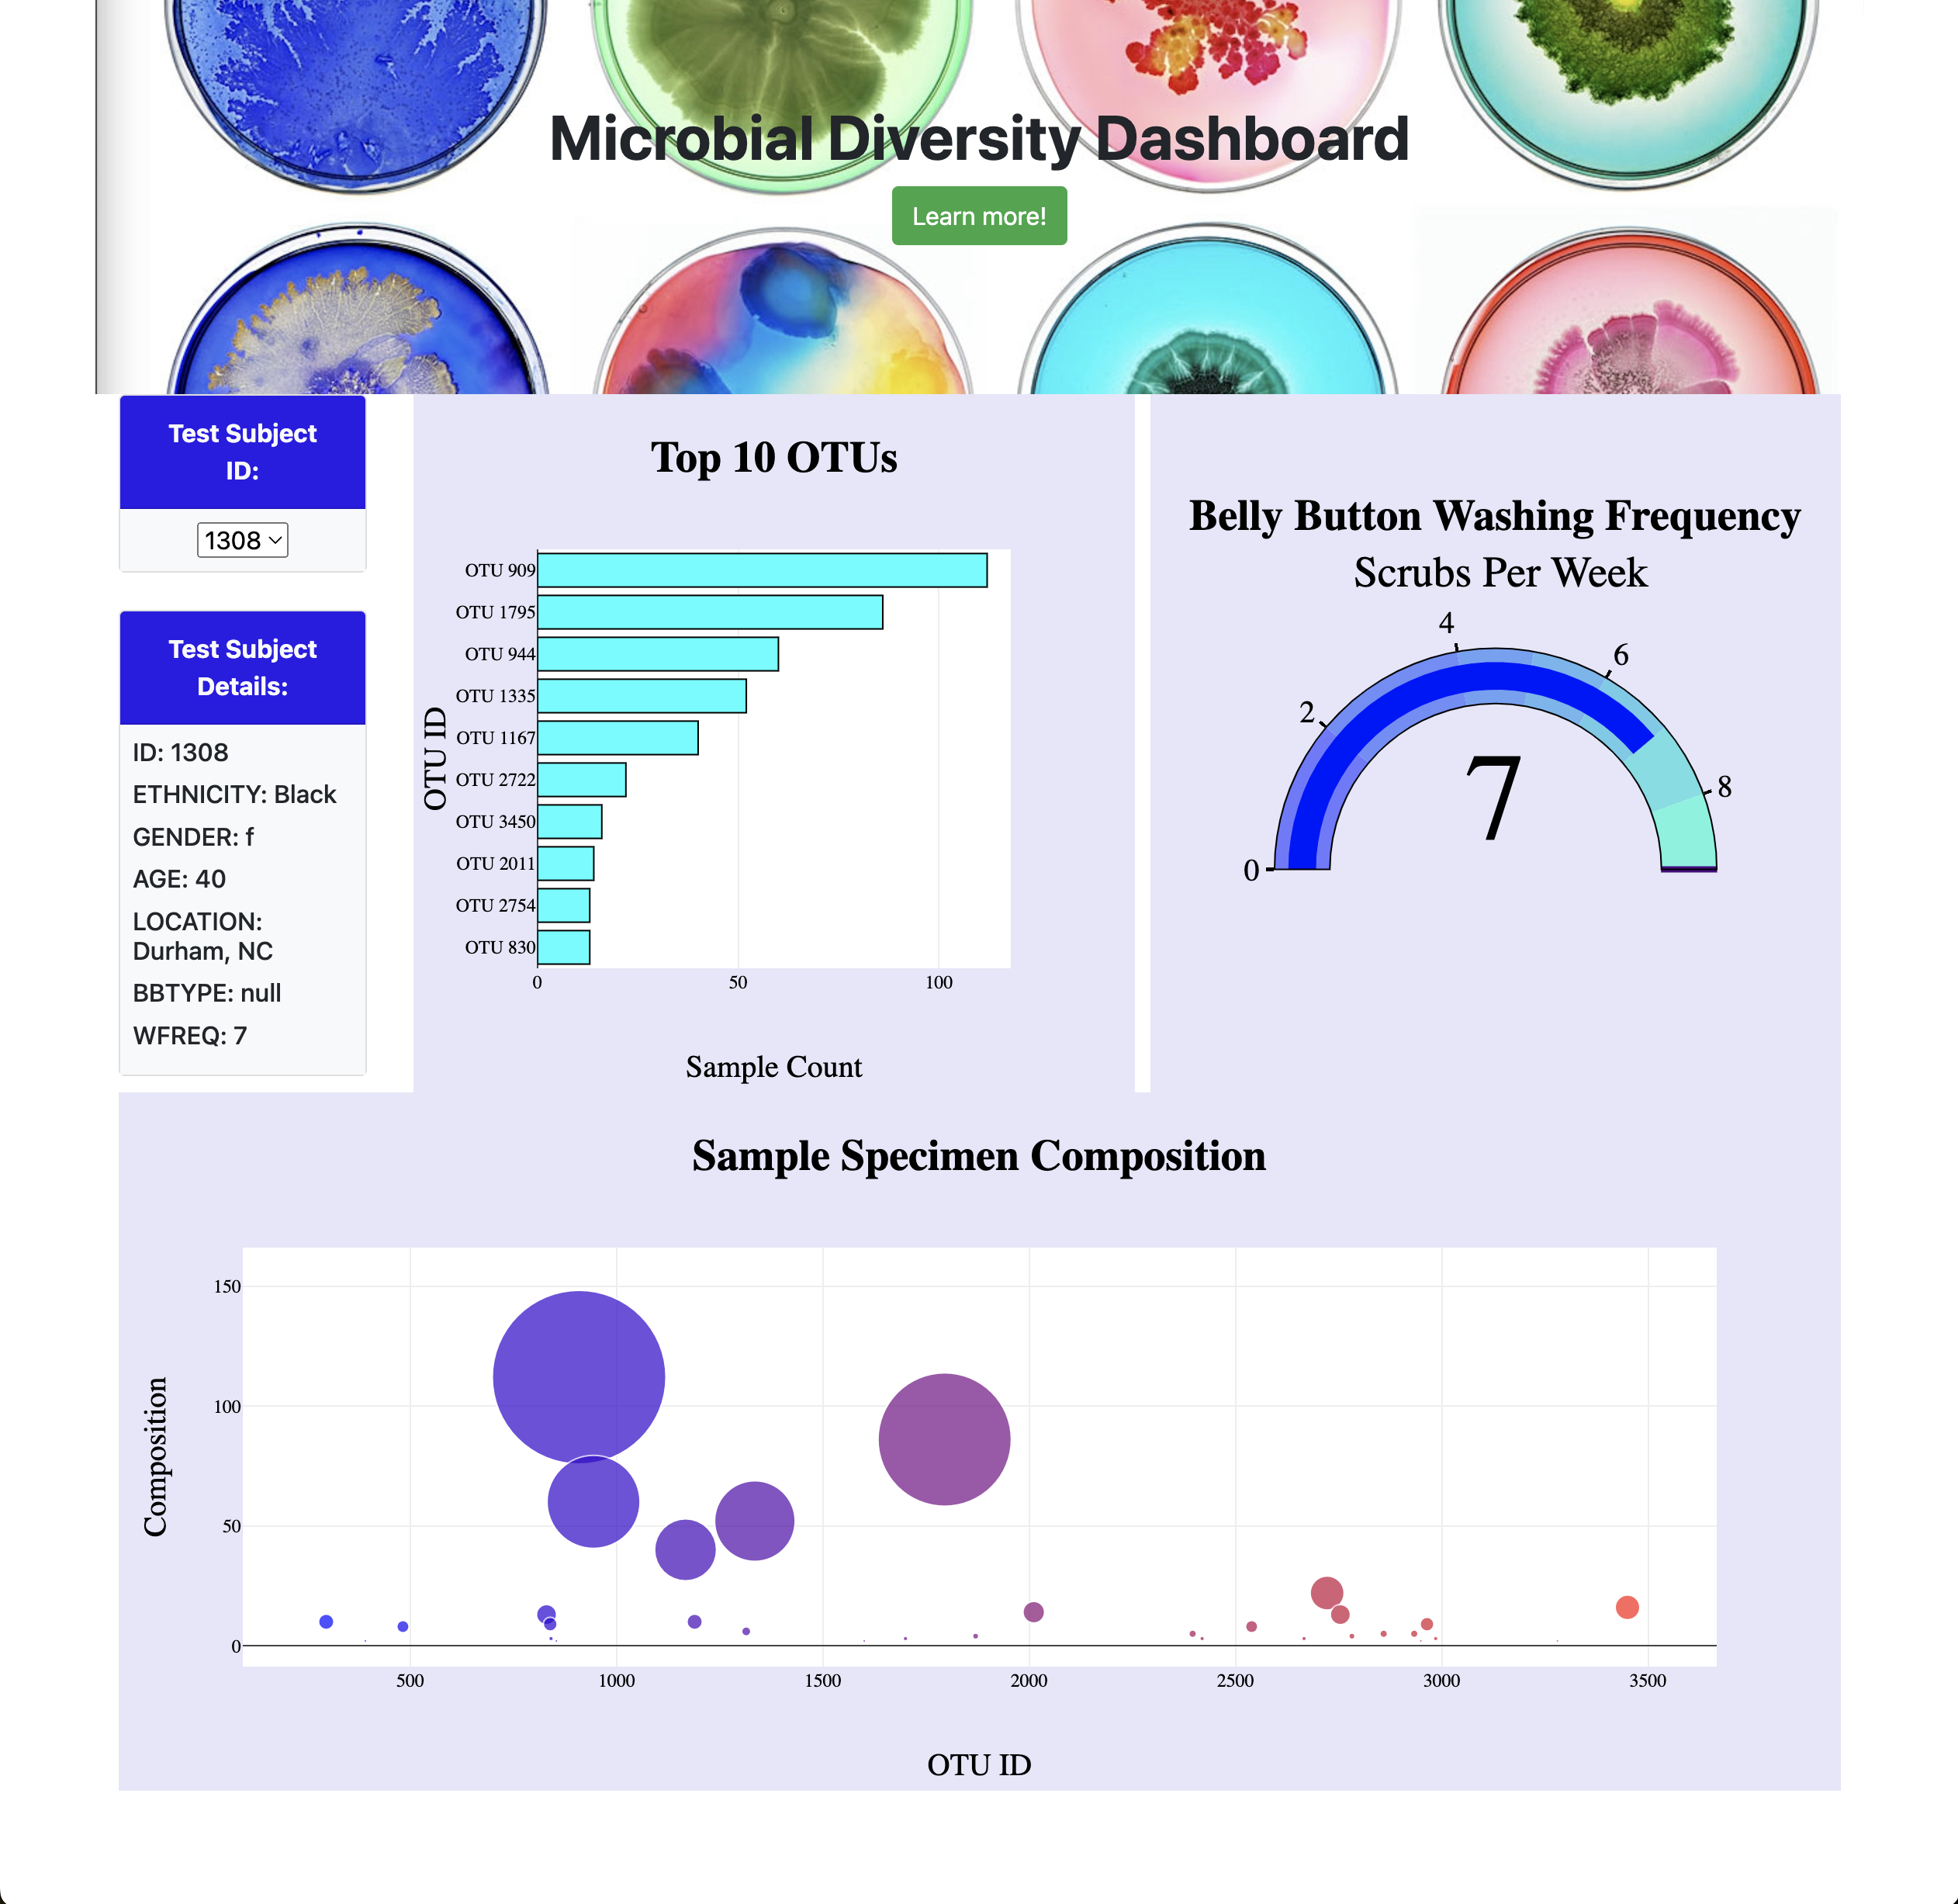 Microbial Diversity Dashboard
Learn more!
Test Subject
ID:
1308
Test Subject
Details:
ID: 1308
ETHNICITY: Black
GENDER: f
AGE: 40
LOCATION:
Durham, NC
BBTYPE: null
WFREQ: 7
Top 10 OTUs
OTU ID
OTU 909
OTU 1795
OTU 944
OTU 1335
OTU 1167
OTU 2722
OTU 3450
OTU 2011
OTU 2754
OTU 830
0 50 100
Sample Count
Belly Button Washing Frequency
Scrubs Per Week
0
2
4
6
8
7
Sample Specimen Composition
Composition
150
100
50
0
500 1000 1500 2000 2500 3000 3500
OTU ID